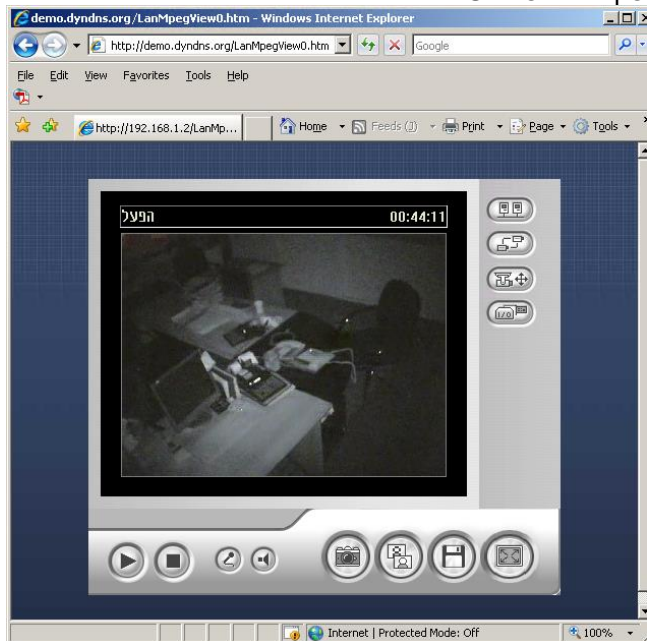 demo.dyndns.org/LanMpegView0.htm - Windows Internet Explorer
http://demo.dyndns.org/LanMpegView0.htm
Google
File Edit View Favorites Tools Help
http://192.168.1.2/LanMp... Home Feeds (J) Print Page Tools
הפעל 00:44:11
I/O
Internet | Protected Mode: Off 100%